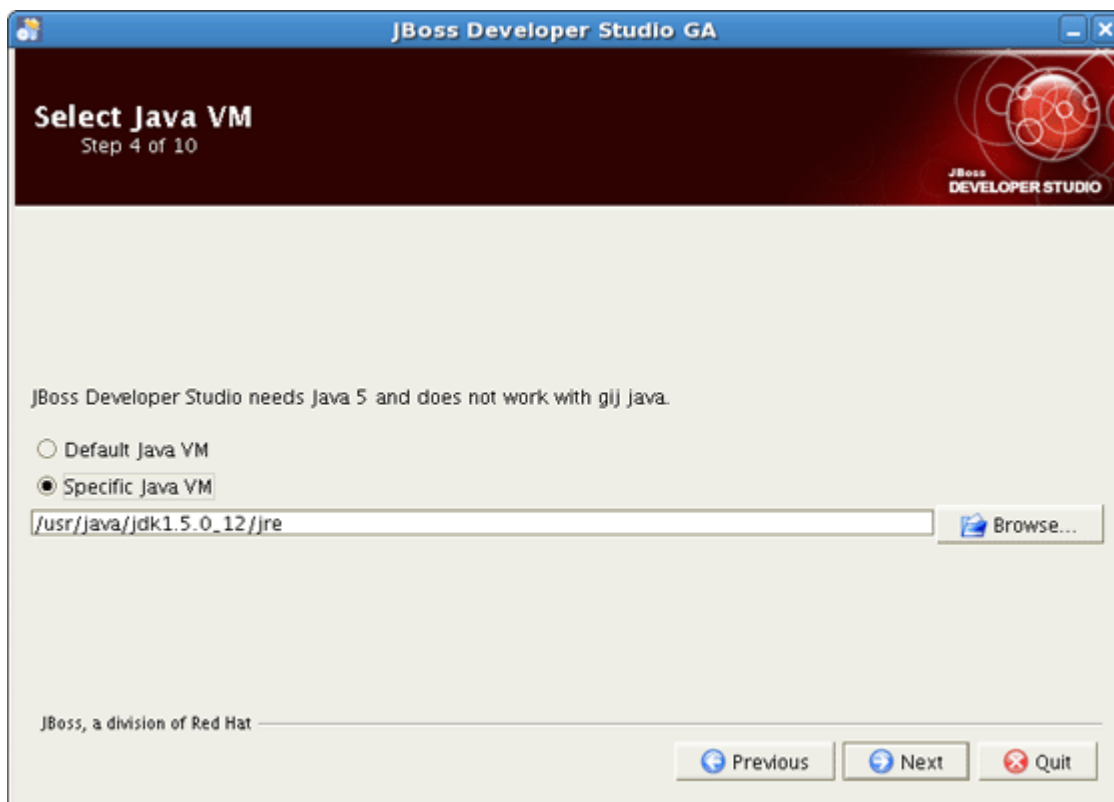 JBoss Developer Studio GA
Select Java VM
Step 4 of 10
JBoss
DEVELOPER STUDIO
JBoss Developer Studio needs Java 5 and does not work with gij java.
Default Java VM
Specific Java VM
/usr/java/jdk1.5.0_12/jre
Browse...
JBoss, a division of Red Hat
Previous
Next
Quit